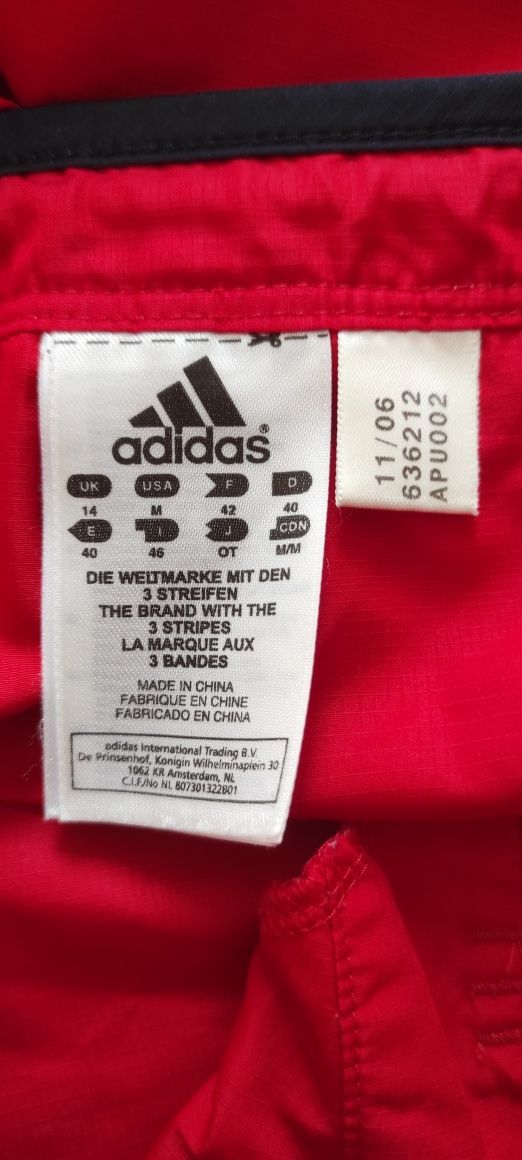 adidas®
UK USA F D
14 M 42 40
E I J CDN
40 46 OT M/M
DIE WELTMARKE MIT DEN
3 STREIFEN
THE BRAND WITH THE
3 STRIPES
LA MARQUE AUX
3 BANDES
MADE IN CHINA
FABRIQUE EN CHINE
FABRICADO EN CHINA
adidas International Trading B.V.
De Prinsenhof, Konigin Wilhelminaplein 30
1062 KR Amsterdam, NL
C.I.F./No NL 807301322B01
11/06
636212
APU002